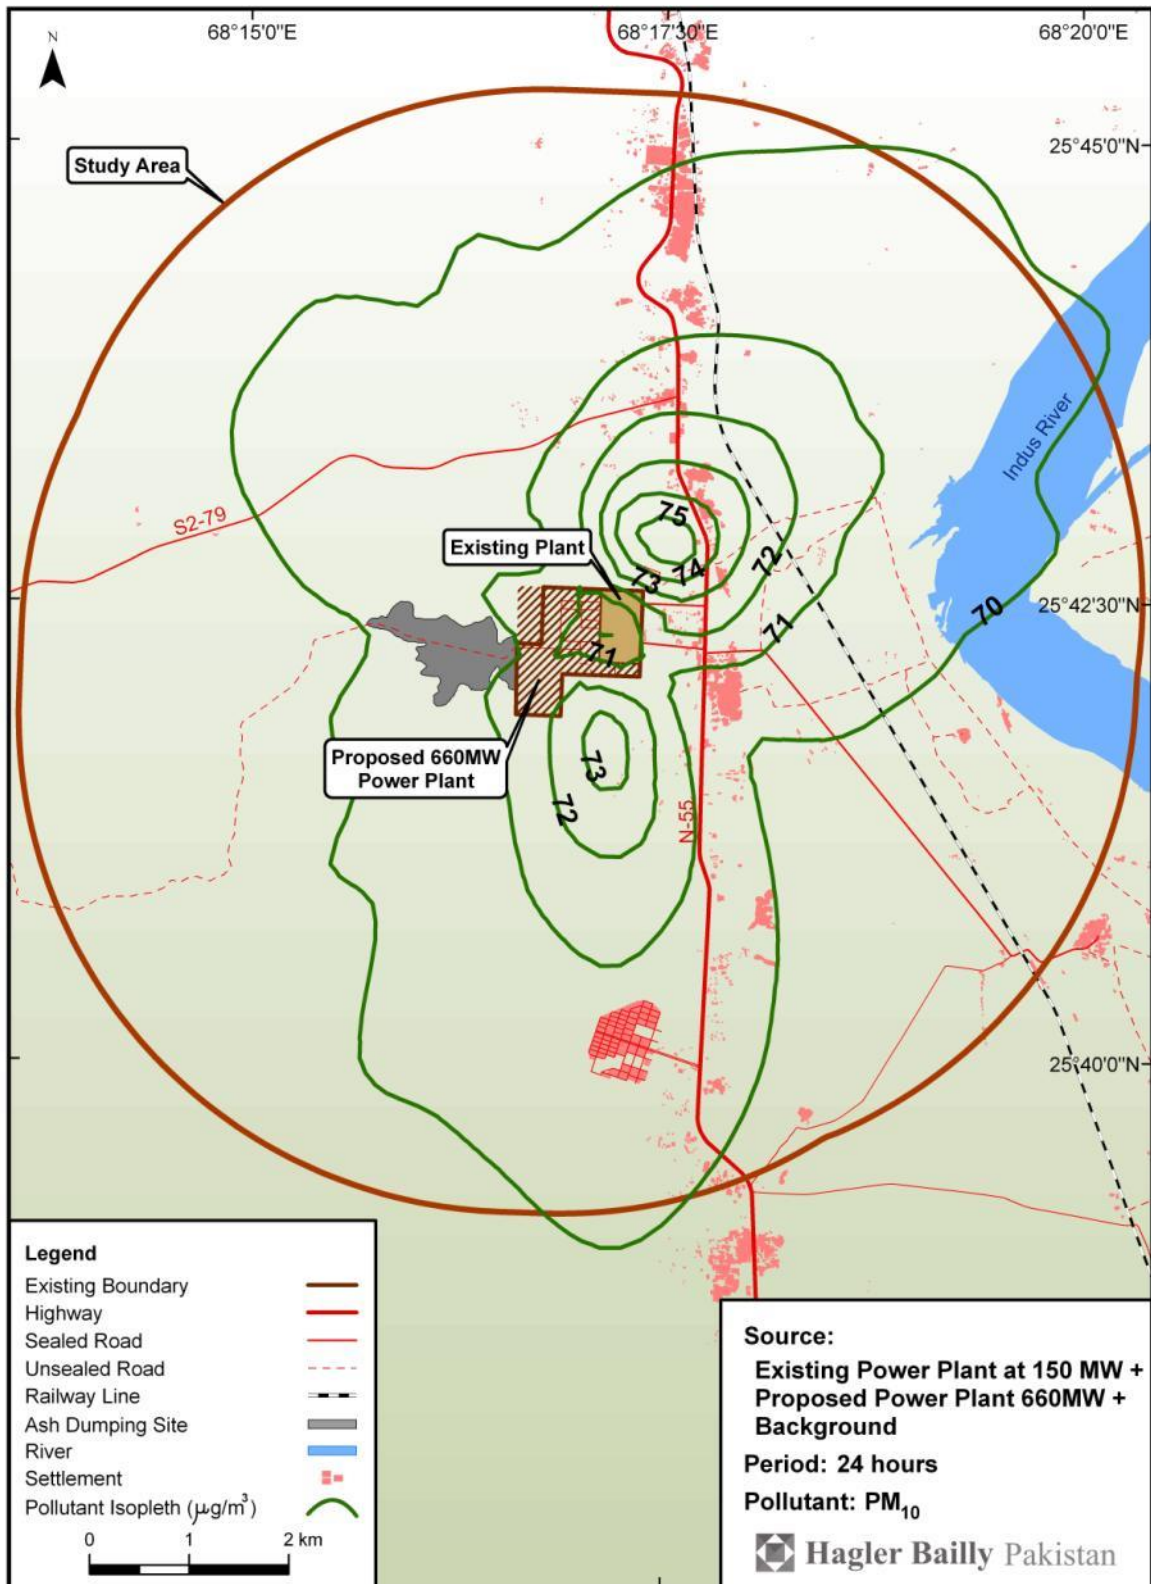 N
68°15'0"E
68°17'30"E
68°20'0"E
25°45'0"N
Study Area
Indus River
S2-79
75
Existing Plant
73
74
72
71
70
25°42'30"N
71
Proposed 660MW
Power Plant
73
72
N-55
25°40'0"N
Legend
Existing Boundary
Highway
Sealed Road
Unsealed Road
Railway Line
Ash Dumping Site
River
Settlement
Pollutant Isopleth (µg/m³)
0 1 2 km
Source:
Existing Power Plant at 150 MW +
Proposed Power Plant 660MW +
Background
Period: 24 hours
Pollutant: PM₁₀
Hagler Bailly Pakistan